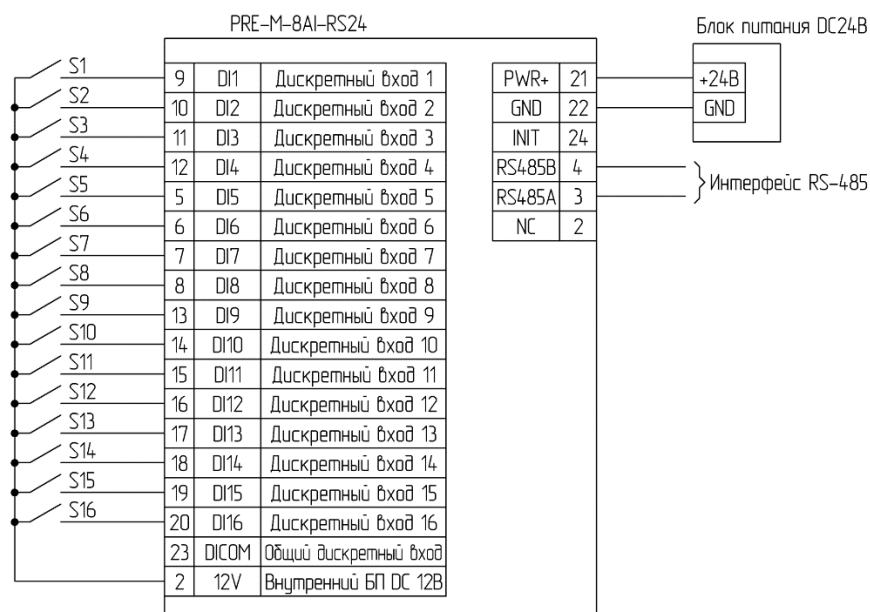 PRE-M-8AI-RS24
Блок питания DC24В
S1
9 DI1 Дискретный вход 1
PWR+ 21
+24В
S2
10 DI2 Дискретный вход 2
GND 22
GND
S3
11 DI3 Дискретный вход 3
INIT 24
S4
12 DI4 Дискретный вход 4
RS485B 4
Интерфейс RS-485
S5
5 DI5 Дискретный вход 5
RS485A 3
S6
6 DI6 Дискретный вход 6
NC 2
S7
7 DI7 Дискретный вход 7
S8
8 DI8 Дискретный вход 8
S9
13 DI9 Дискретный вход 9
S10
14 DI10 Дискретный вход 10
S11
15 DI11 Дискретный вход 11
S12
16 DI12 Дискретный вход 12
S13
17 DI13 Дискретный вход 13
S14
18 DI14 Дискретный вход 14
S15
19 DI15 Дискретный вход 15
S16
20 DI16 Дискретный вход 16
23 DICOM Общий дискретный вход
2 12V Внутренний БП DC 12В